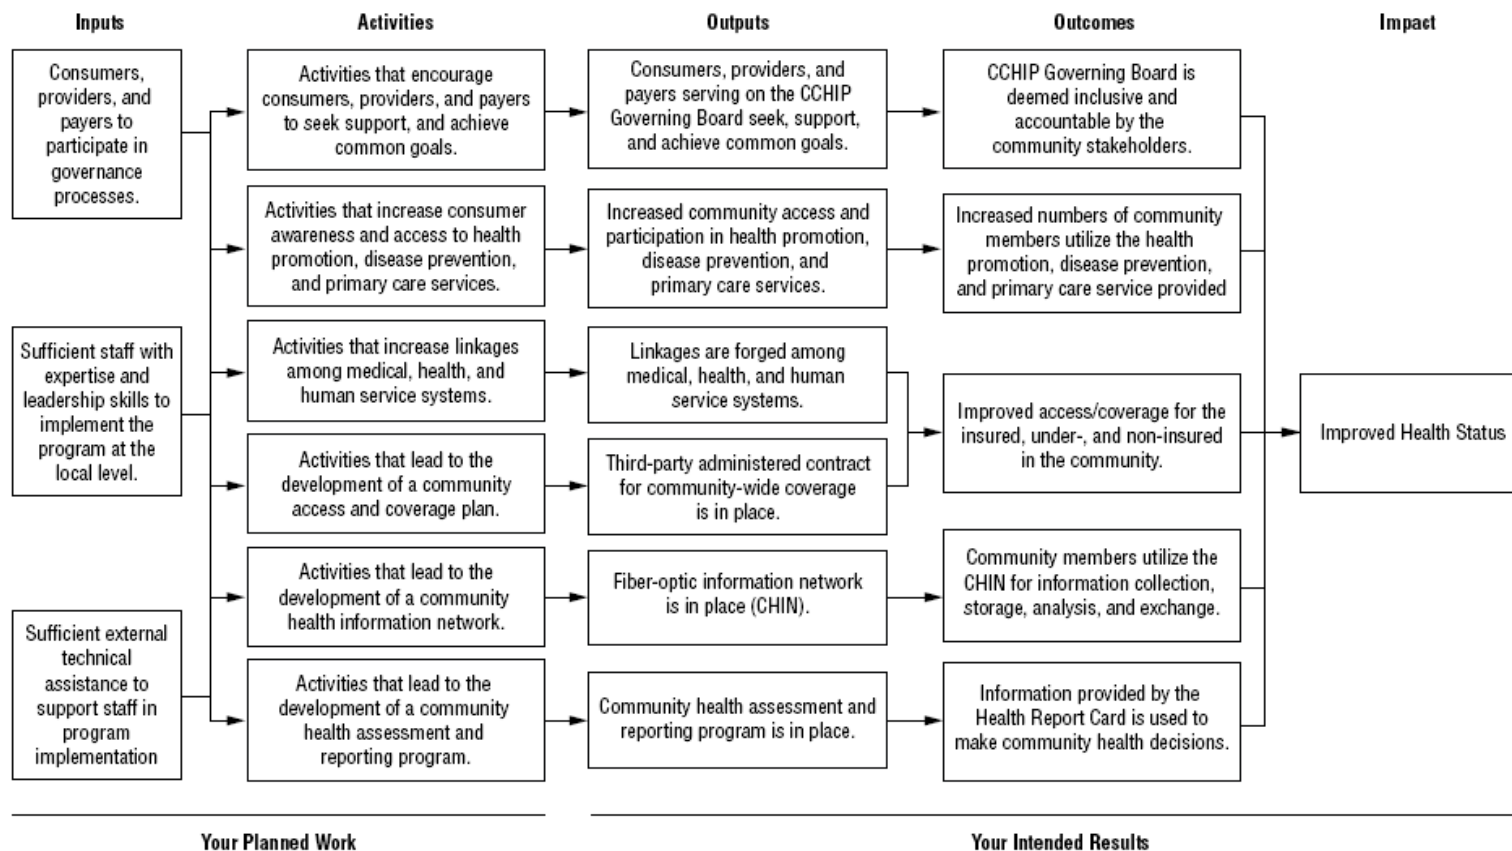 Inputs
Activities
Outputs
Outcomes
Impact
Consumers,
providers, and
payers to
participate in
governance
processes.
Sufficient staff with
expertise and
leadership skills to
implement the
program at the
local level.
Sufficient external
technical
assistance to
support staff in
program
implementation
Activities that encourage
consumers, providers, and payers
to seek support, and achieve
common goals.
Activities that increase consumer
awareness and access to health
promotion, disease prevention,
and primary care services.
Activities that increase linkages
among medical, health, and
human service systems.
Activities that lead to the
development of a community
access and coverage plan.
Activities that lead to the
development of a community
health information network.
Activities that lead to the
development of a community
health assessment and
reporting program.
Consumers, providers, and
payers serving on the CCHIP
Governing Board seek, support,
and achieve common goals.
Increased community access and
participation in health promotion,
disease prevention, and
primary care services.
Linkages are forged among
medical, health, and human
service systems.
Third-party administered contract
for community-wide coverage
is in place.
Fiber-optic information network
is in place (CHIN).
Community health assessment and
reporting program is in place.
CCHIP Governing Board is
deemed inclusive and
accountable by the
community stakeholders.
Increased numbers of community
members utilize the health
promotion, disease prevention,
and primary care service provided
Improved access/coverage for the
insured, under-, and non-insured
in the community.
Community members utilize the
CHIN for information collection,
storage, analysis, and exchange.
Information provided by the
Health Report Card is used to
make community health decisions.
Improved Health Status
Your Planned Work
Your Intended Results